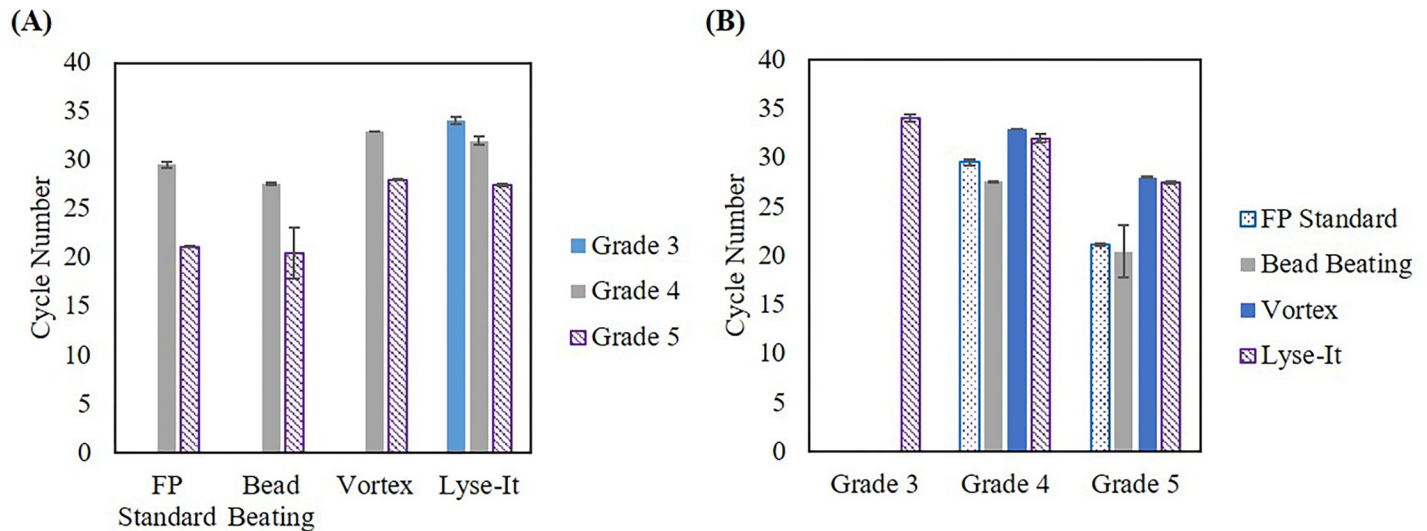 (A)
40
35
30
25
20
15
10
5
0
Cycle Number
FP Standard
Bead Beating
Vortex
Lyse-It
Grade 3
Grade 4
Grade 5
(B)
40
35
30
25
20
15
10
5
0
Cycle Number
Grade 3
Grade 4
Grade 5
FP Standard
Bead Beating
Vortex
Lyse-It